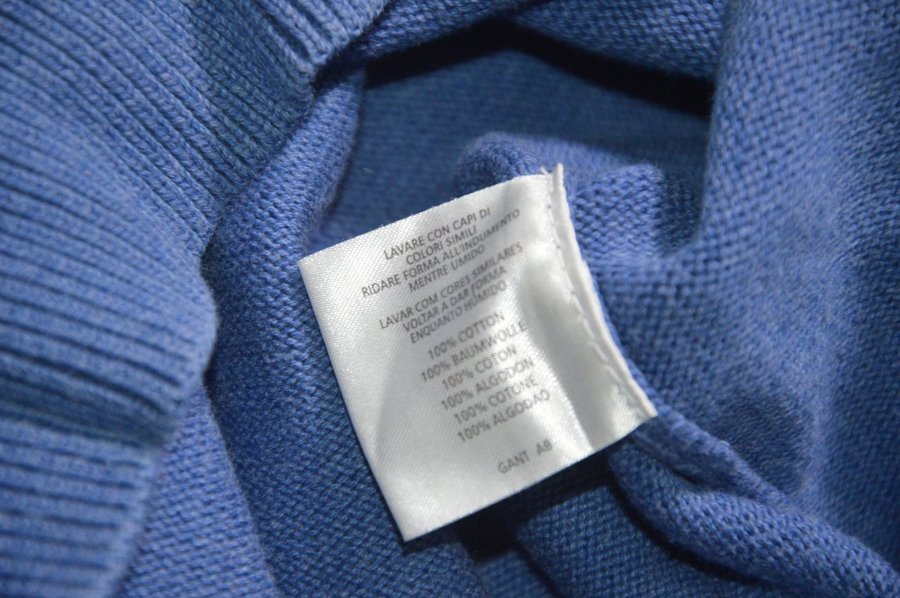 LAVARE CON CAPI DI
COLORI SIMILI
RIDARE FORMA ALL'INDUMENTO
MENTRE UMIDO
LAVAR COM CORES SIMILARES
VOLTAR A DAR FORMA
ENQUANTO HÚMIDO
100% COTTON
100% BAUMWOLLE
100% COTON
100% ALGODON
100% COTONE
100% ALGODAO
GANT AB